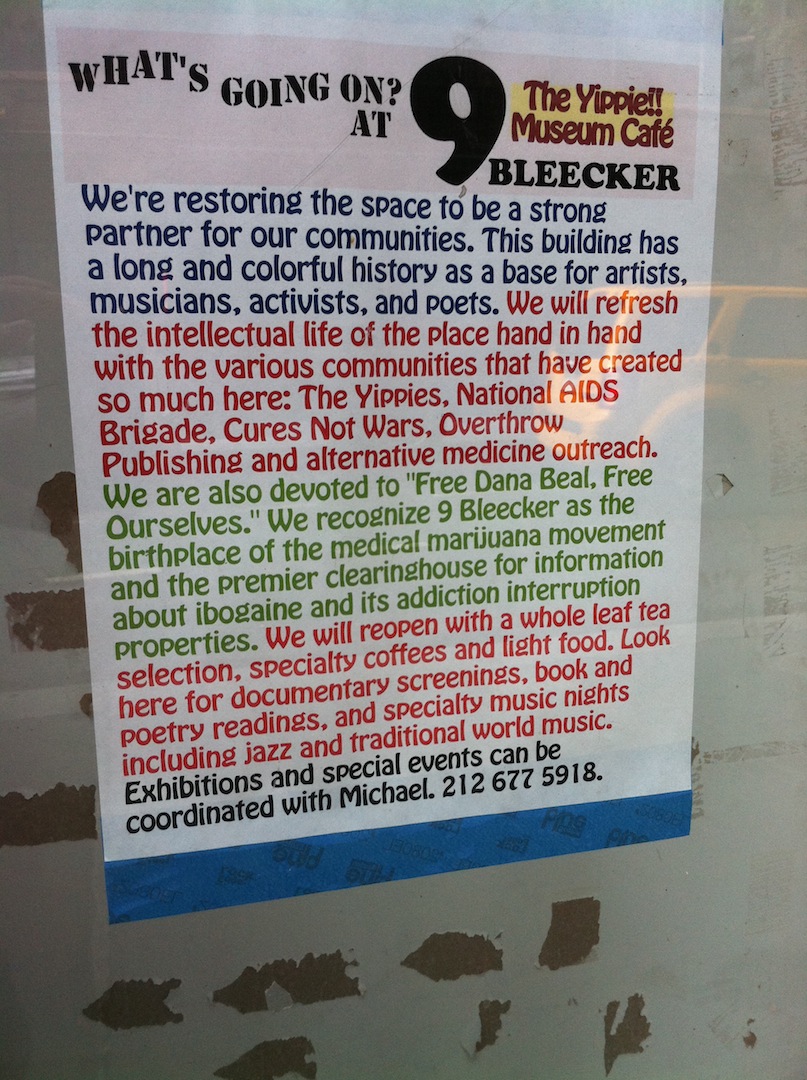 WHAT'S GOING ON?
AT 9
The Yippie!!
Museum Café
BLEECKER
We're restoring the space to be a strong
partner for our communities. This building has
a long and colorful history as a base for artists,
musicians, activists, and poets. We will refresh
the intellectual life of the place hand in hand
with the various communities that have created
so much here: The Yippies, National AIDS
Brigade, Cures Not Wars, Overthrow
Publishing and alternative medicine outreach.
We are also devoted to "Free Dana Beal, Free
Ourselves." We recognize 9 Bleecker as the
birthplace of the medical marijuana movement
and the premier clearinghouse for information
about ibogaine and its addiction interruption
properties. We will reopen with a whole leaf tea
selection, specialty coffees and light food. Look
here for documentary screenings, book and
poetry readings, and specialty music nights
including jazz and traditional world music.
Exhibitions and special events can be
coordinated with Michael. 212 677 5918.